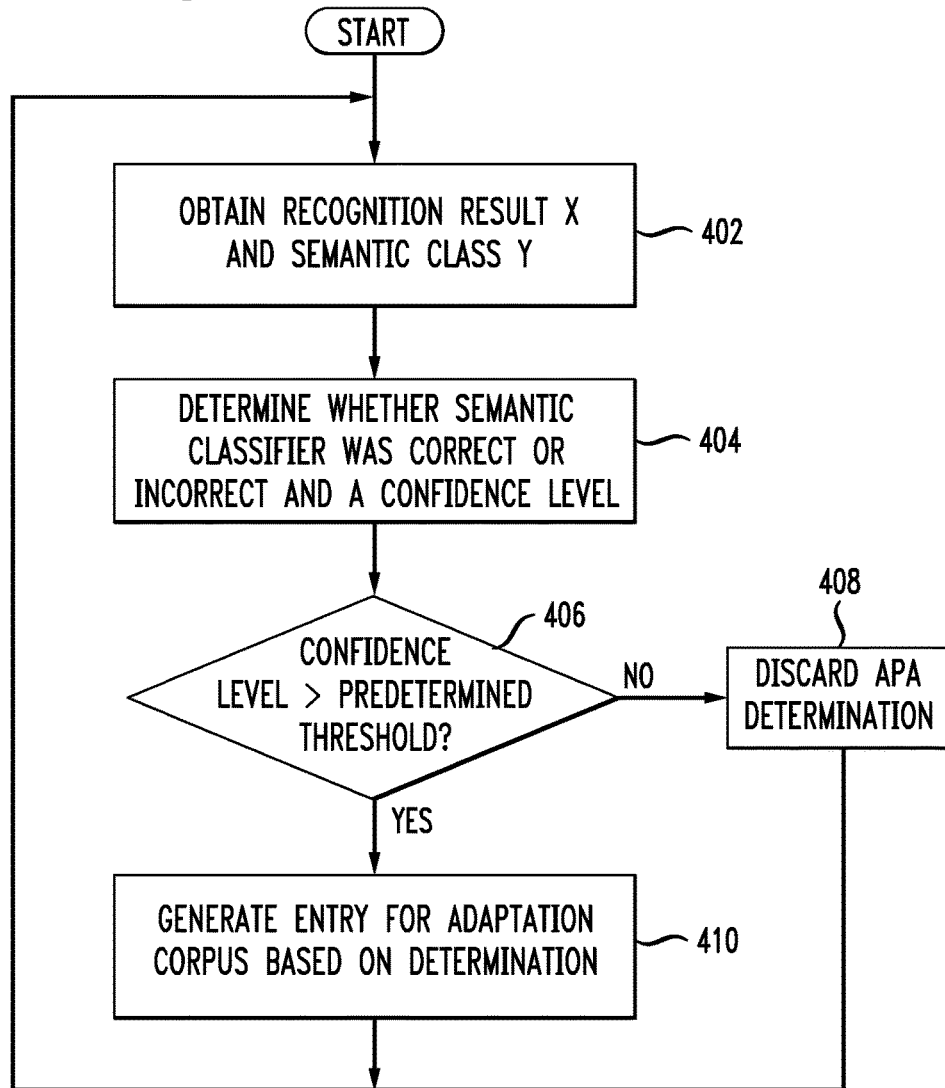 START
OBTAIN RECOGNITION RESULT X
AND SEMANTIC CLASS Y
402
DETERMINE WHETHER SEMANTIC
CLASSIFIER WAS CORRECT OR
INCORRECT AND A CONFIDENCE LEVEL
404
406
CONFIDENCE
LEVEL > PREDETERMINED
THRESHOLD?
NO
408
DISCARD APA
DETERMINATION
YES
GENERATE ENTRY FOR ADAPTATION
CORPUS BASED ON DETERMINATION
410